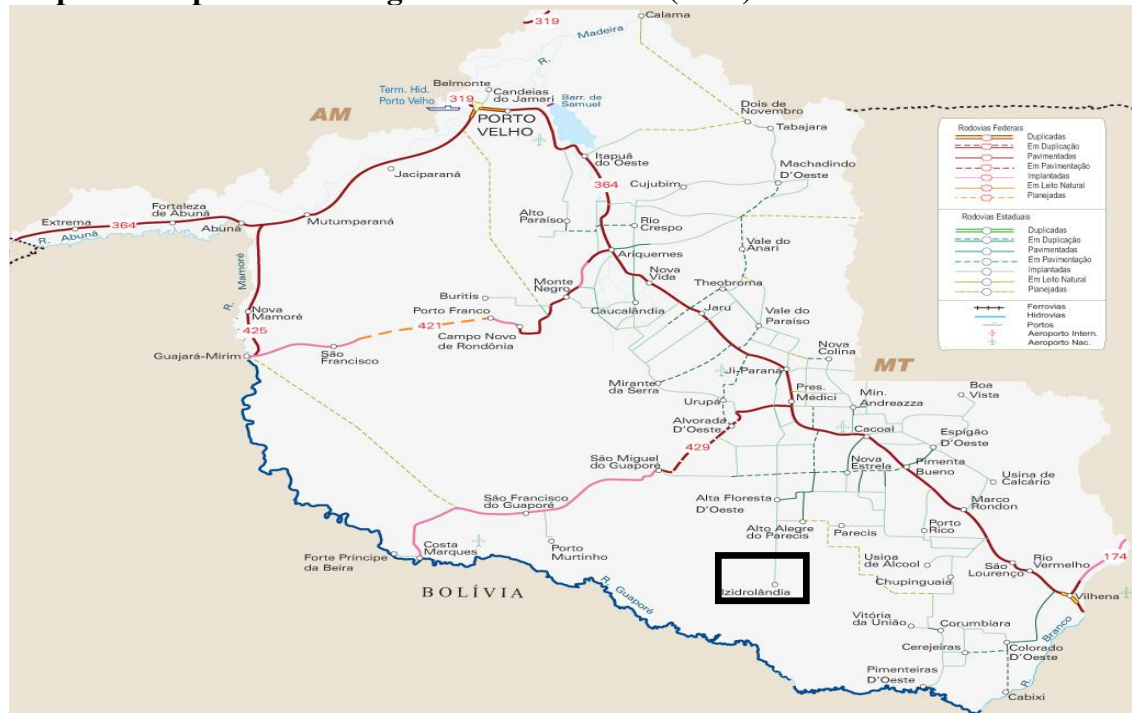 319
Calama
R. Madeira
Belmonte
Term. Hid.
Porto Velho
319
Candeias
do Jamari
Barr. de
Samuel
PORTO
VELHO
AM
Dois de
Novembro
Tabajara
Itapuã
do Oeste
Machadindo
D'Oeste
Jaciparaná
364
Cujubim
Fortaleza
de Abunã
Extrema
364
R. Abunã
Abunã
Mutumparaná
Alto
Paraíso
Rio
Crespo
Vale do
Anari
Ariquemes
R. Mamoré
Nova
Vida
Monte
Negro
Theobroma
Buritis
Nova
Mamoré
Porto Franco
Caucalândia
Jaru
Vale do
Paraíso
425
421
Campo Novo
de Rondônia
Guajará-Mirim
São
Francisco
Nova
Colina
Ji-Paraná
MT
Mirante
da Serra
Pres.
Médici
Min.
Andreazza
Boa
Vista
Urupá
Alvorada
D'Oeste
Cacoal
Espigão
D'Oeste
429
São Miguel
do Guaporé
Nova
Estrela
Pimenta
Bueno
Usina de
Calcário
São Francisco
do Guaporé
Alta Floresta
D'Oeste
Marco
Rondon
Alto Alegre
do Parecis
Parecis
Porto
Rico
Costa
Marques
Porto
Murtinho
Forte Príncipe
da Beira
Usina
de Alcool
São
Lourenço
Rio
Vermelho
174
Chupinguaia
BOLÍVIA
R. Guaporé
Izidrolândia
Vilhena
Vitória
da União
Corumbiara
R. Branco
Cerejeiras
Colorado
D'Oeste
Pimenteiras
D'Oeste
Cabixi
Rodovias Federais
Duplicadas
Em Duplicação
Pavimentadas
Em Pavimentação
Implantadas
Em Leito Natural
Planejadas
Rodovias Estaduais
Duplicadas
Em Duplicação
Pavimentadas
Em Pavimentação
Implantadas
Em Leito Natural
Planejadas
Ferrovias
Hidrovias
Portos
Aeroporto Intern.
Aeroporto Nac.